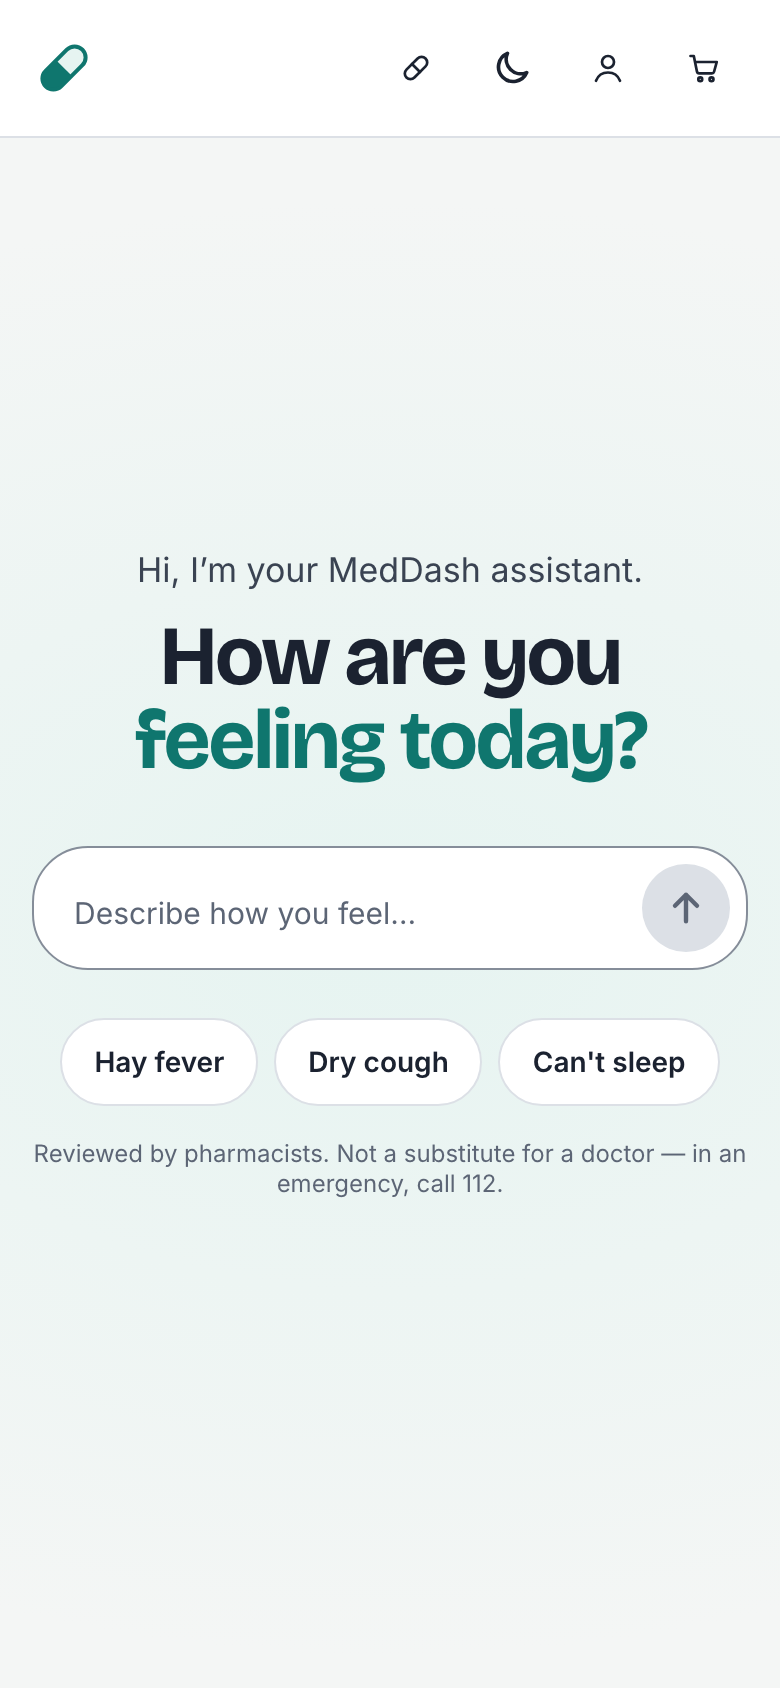 Hi, I’m your MedDash assistant.
How are you
feeling today?
Describe how you feel...
Hay fever
Dry cough
Can't sleep
Reviewed by pharmacists. Not a substitute for a doctor — in an
emergency, call 112.